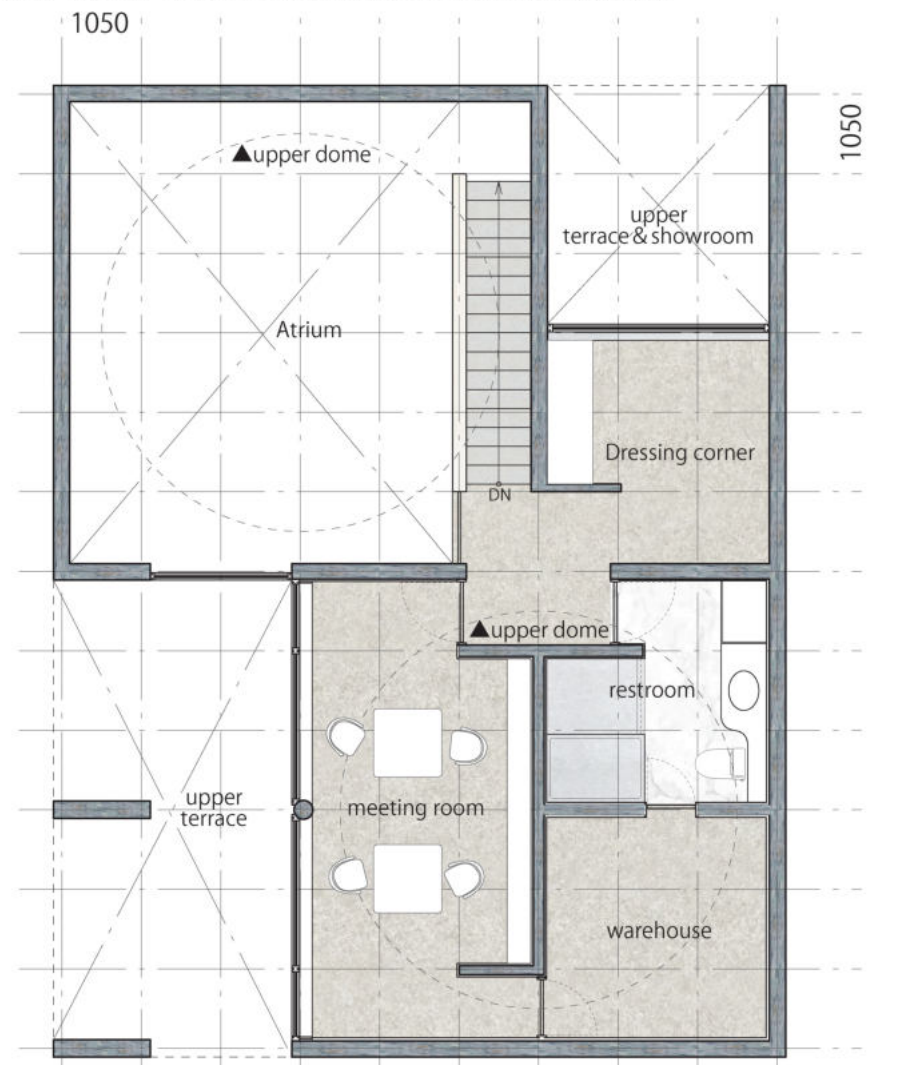 1050
1050
▲upper dome
upper
terrace & showroom
Atrium
Dressing corner
DN
▲upper dome
restroom
upper
terrace
meeting room
warehouse